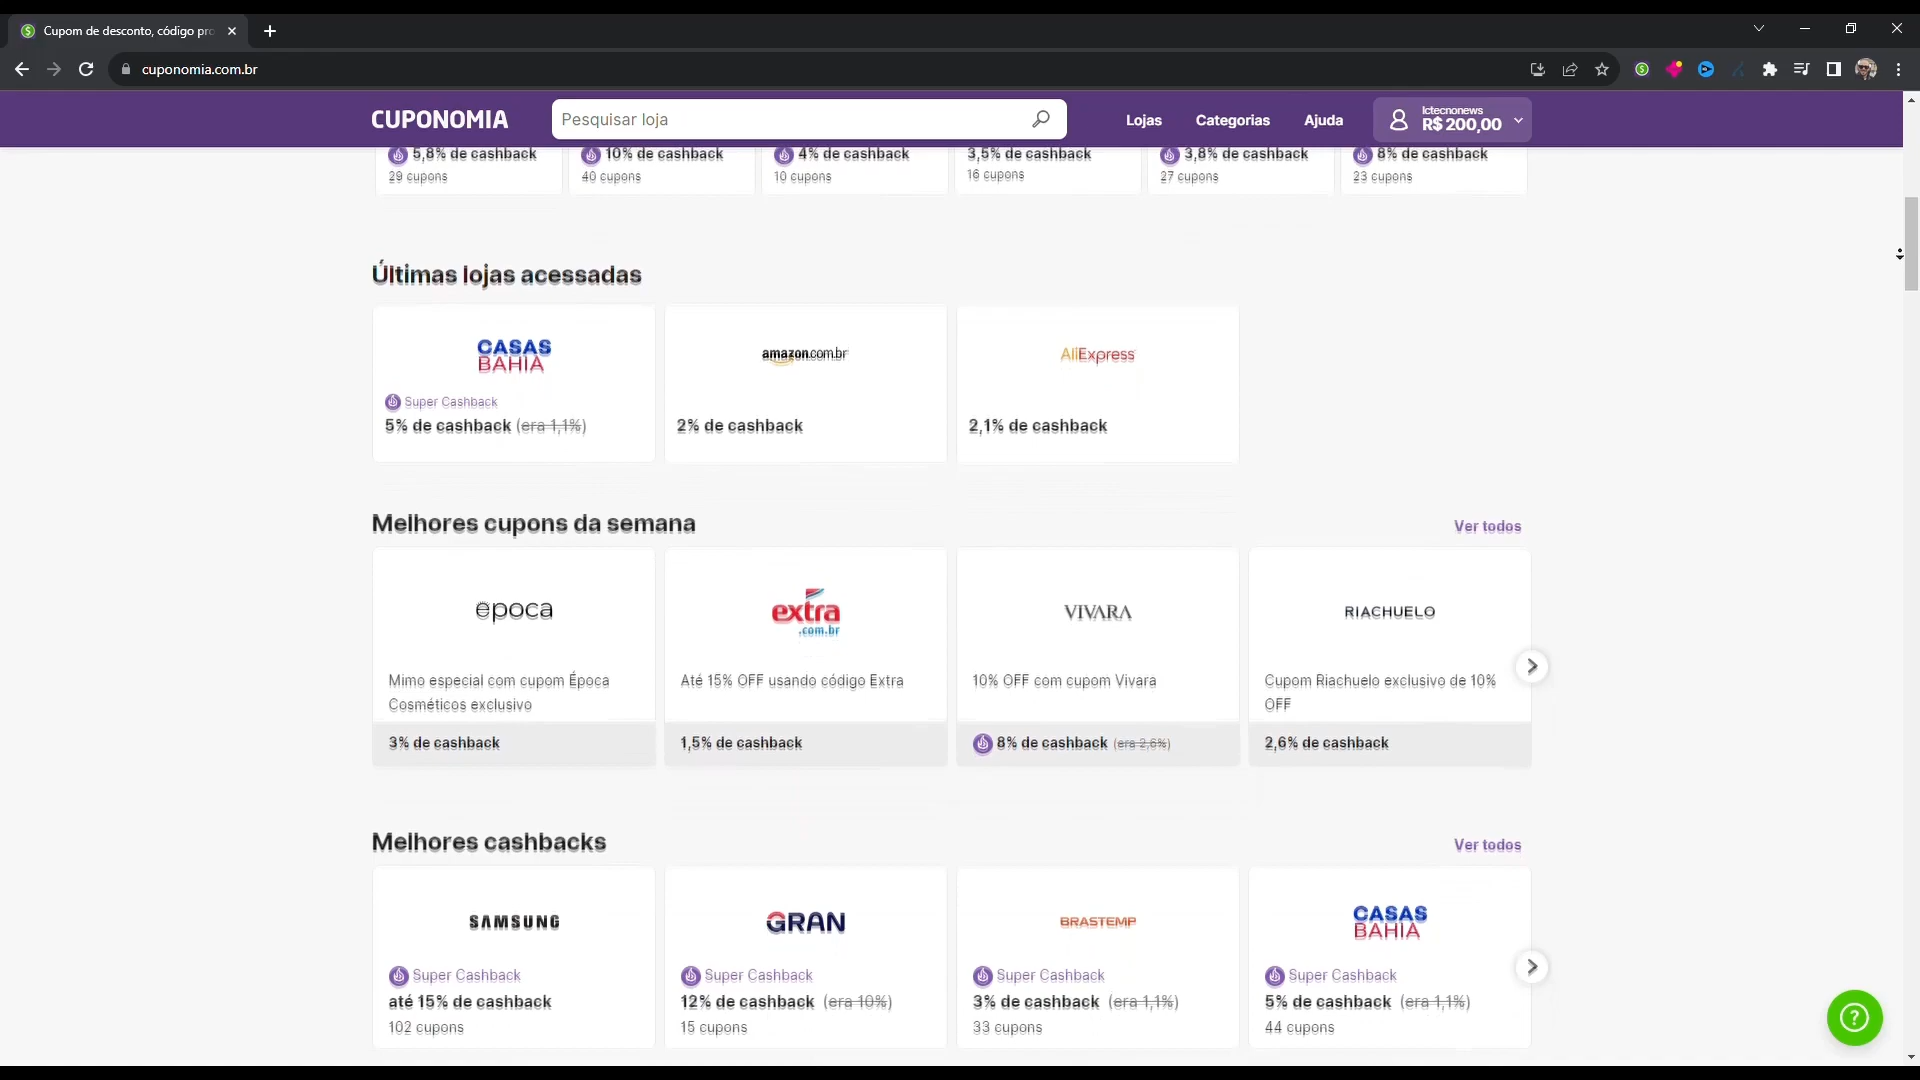 Cupom de desconto, código pro
cuponomia.com.br
CUPONOMIA
Pesquisar loja
Lojas
Categorias
Ajuda
lctecnonews
R$ 200,00
5,8% de cashback
10% de cashback
4% de cashback
3,5% de cashback
3,8% de cashback
8% de cashback
29 cupons
40 cupons
10 cupons
16 cupons
27 cupons
23 cupons
Últimas lojas acessadas
CASAS
BAHIA
amazon.com.br
AliExpress
Super Cashback
5% de cashback (era 1,1%)
2% de cashback
2,1% de cashback
Melhores cupons da semana
Ver todos
epoca
extra
.com.br
VIVARA
RIACHUELO
Mimo especial com cupom Época
Cosméticos exclusivo
Até 15% OFF usando código Extra
10% OFF com cupom Vivara
Cupom Riachuelo exclusivo de 10%
OFF
3% de cashback
1,5% de cashback
8% de cashback (era 2,6%)
2,6% de cashback
Melhores cashbacks
Ver todos
SAMSUNG
GRAN
BRASTEMP
CASAS
BAHIA
Super Cashback
Super Cashback
Super Cashback
Super Cashback
até 15% de cashback
12% de cashback (era 10%)
3% de cashback (era 1,1%)
5% de cashback (era 1,1%)
102 cupons
15 cupons
33 cupons
44 cupons